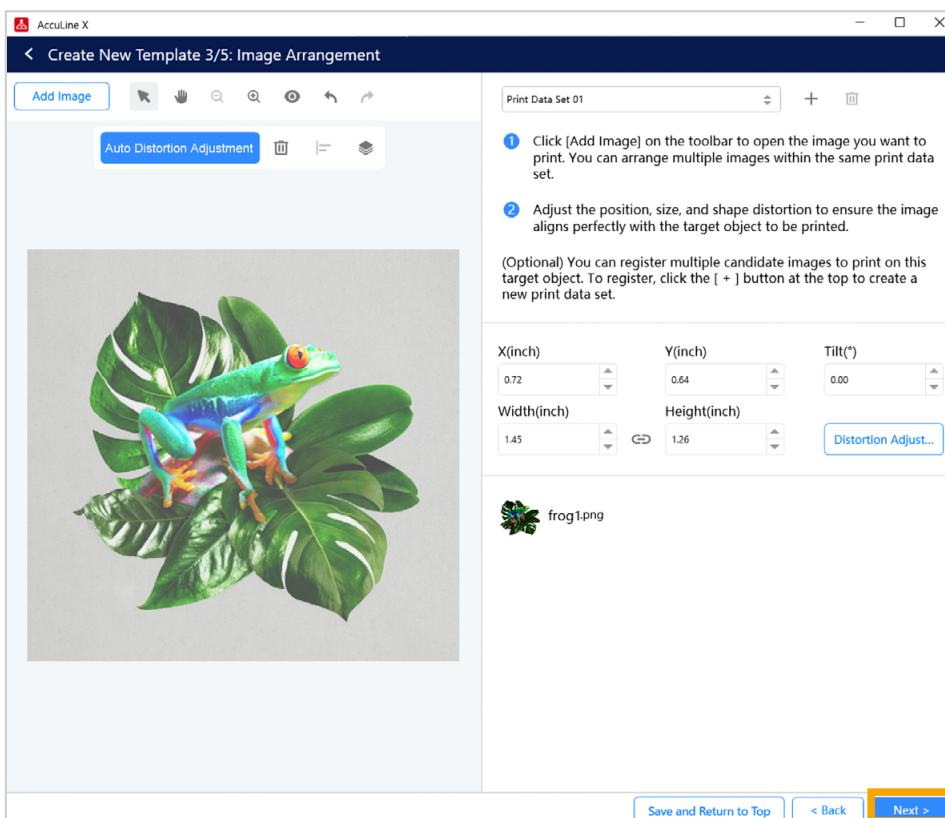 AccuLine X
Create New Template 3/5: Image Arrangement
Add Image
Auto Distortion Adjustment
Print Data Set 01
1 Click [Add Image] on the toolbar to open the image you want to
print. You can arrange multiple images within the same print data
set.
2 Adjust the position, size, and shape distortion to ensure the image
aligns perfectly with the target object to be printed.
(Optional) You can register multiple candidate images to print on this
target object. To register, click the [ + ] button at the top to create a
new print data set.
X(inch) Y(inch) Tilt(°)
0.72 0.64 0.00
Width(inch) Height(inch)
1.45 1.26 Distortion Adjust...
frog1.png
Save and Return to Top < Back Next >